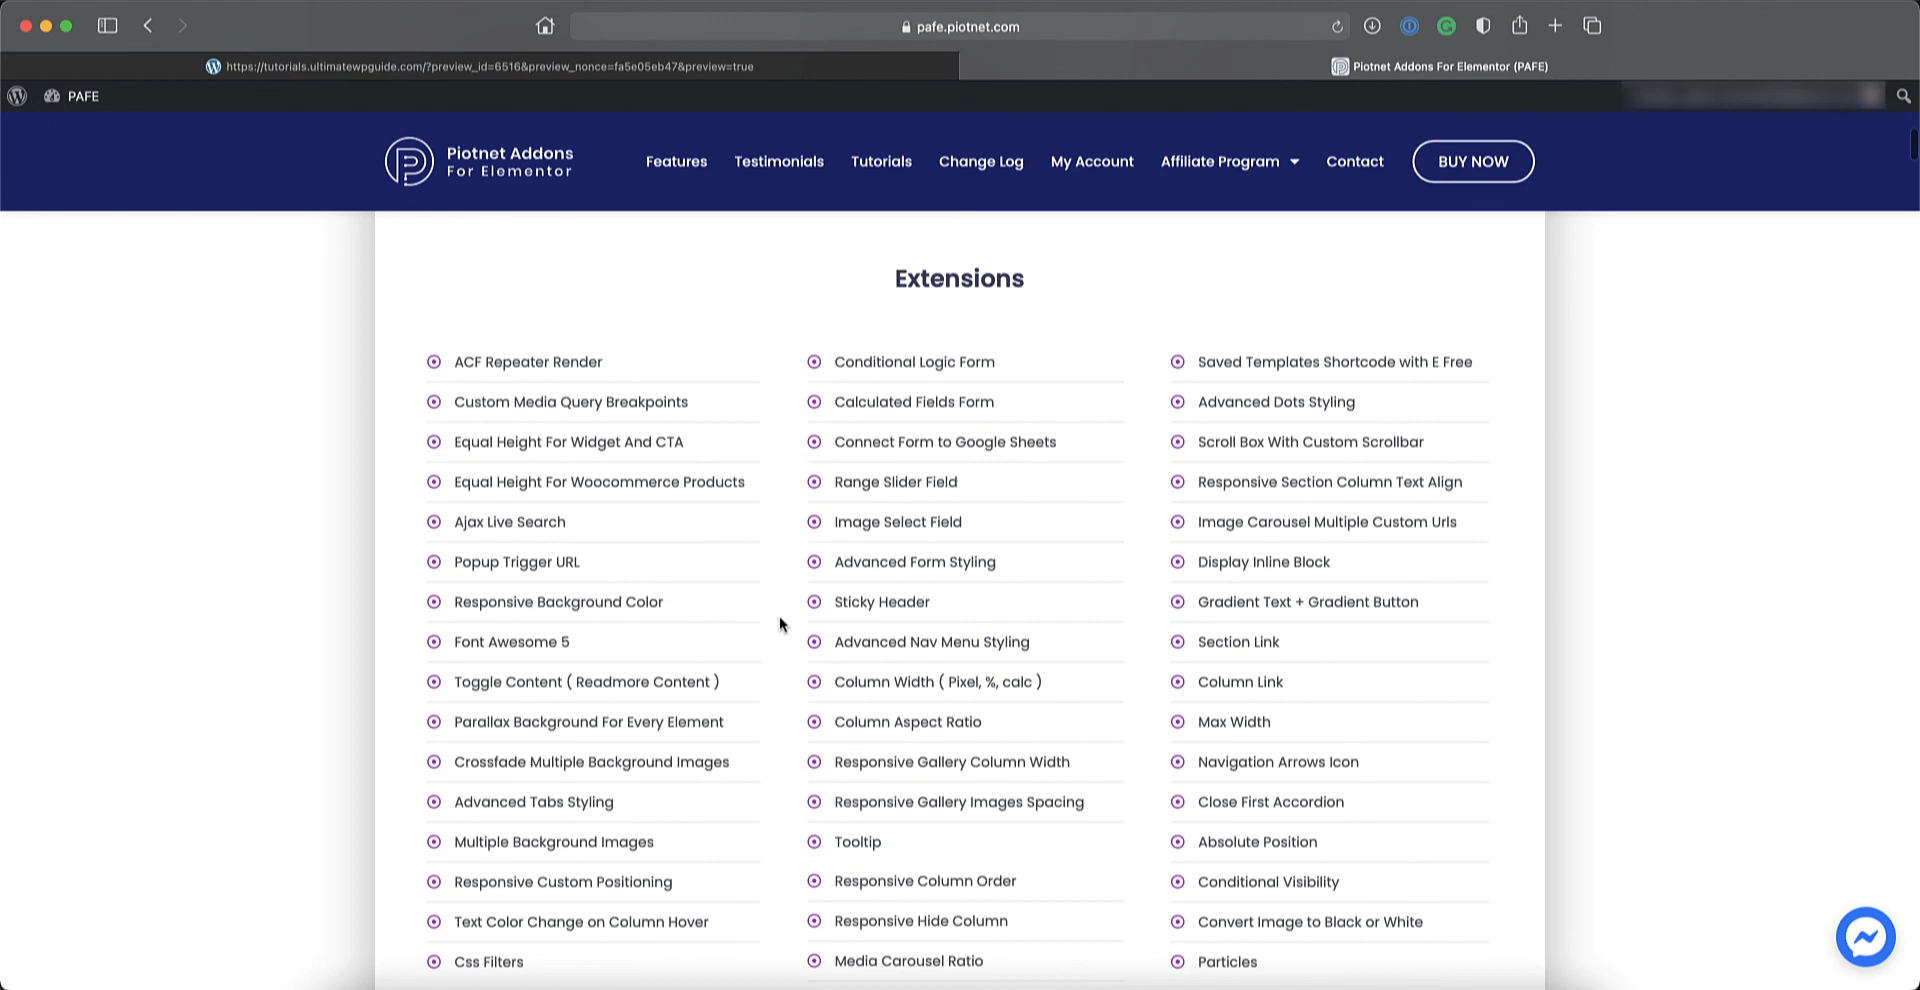 pafe.piotnet.com
https://tutorials.ultimatewpguide.com/?preview_id=6516&preview_nonce=fa5e05eb47&preview=true
Piotnet Addons For Elementor (PAFE)
PAFE
Piotnet Addons
For Elementor
Features
Testimonials
Tutorials
Change Log
My Account
Affiliate Program
Contact
BUY NOW
Extensions
ACF Repeater Render
Custom Media Query Breakpoints
Equal Height For Widget And CTA
Equal Height For Woocommerce Products
Ajax Live Search
Popup Trigger URL
Responsive Background Color
Font Awesome 5
Toggle Content ( Readmore Content )
Parallax Background For Every Element
Crossfade Multiple Background Images
Advanced Tabs Styling
Multiple Background Images
Responsive Custom Positioning
Text Color Change on Column Hover
Css Filters
Conditional Logic Form
Calculated Fields Form
Connect Form to Google Sheets
Range Slider Field
Image Select Field
Advanced Form Styling
Sticky Header
Advanced Nav Menu Styling
Column Width ( Pixel, %, calc )
Column Aspect Ratio
Responsive Gallery Column Width
Responsive Gallery Images Spacing
Tooltip
Responsive Column Order
Responsive Hide Column
Media Carousel Ratio
Saved Templates Shortcode with E Free
Advanced Dots Styling
Scroll Box With Custom Scrollbar
Responsive Section Column Text Align
Image Carousel Multiple Custom Urls
Display Inline Block
Gradient Text + Gradient Button
Section Link
Column Link
Max Width
Navigation Arrows Icon
Close First Accordion
Absolute Position
Conditional Visibility
Convert Image to Black or White
Particles